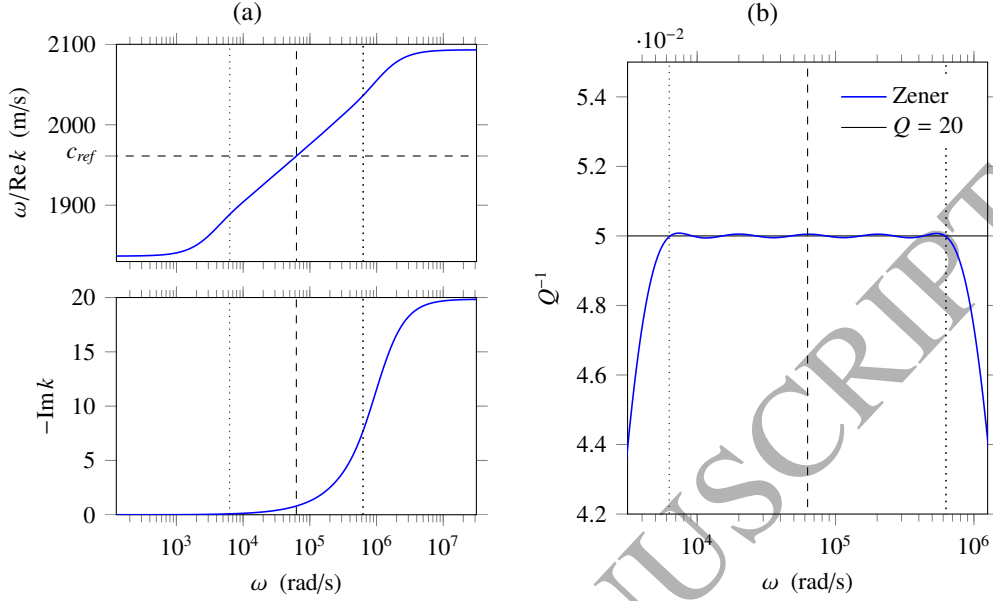 (a)
2100
2000
c_ref
1900
ω/Re k (m/s)
20
15
10
5
0
−Im k
10^3 10^4 10^5 10^6 10^7
ω (rad/s)
(b)
·10^−2
5.4
5.2
5
4.8
4.6
4.4
4.2
Q^−1
Zener
Q = 20
10^4 10^5 10^6
ω (rad/s)
USCRIPT